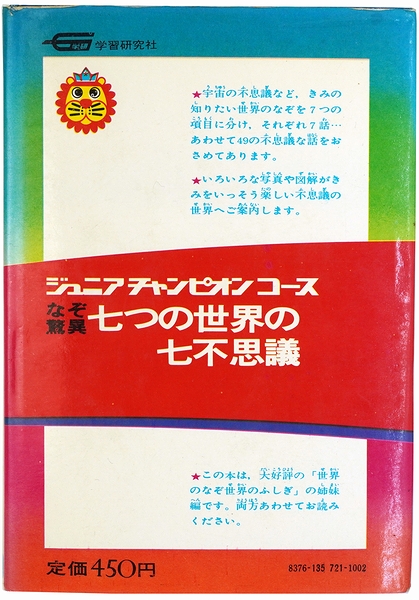 学研 学習研究社
★宇宙の不思議など，きみの
知りたい世界のなぞを７つの
項目に分け，それぞれ７話…
あわせて49の不思議な話をお
さめてあります。
★いろいろな写真や図解がき
みをいっそう楽しい不思議の
世界へご案内します。
ジュニアチャンピオンコース
なぞ
驚異
七つの世界の
七不思議
★この本は，大好評の「世界
のなぞ世界のふしぎ」の姉妹
編です。両方あわせてお読み
ください。
定価450円
8376-135 721-1002